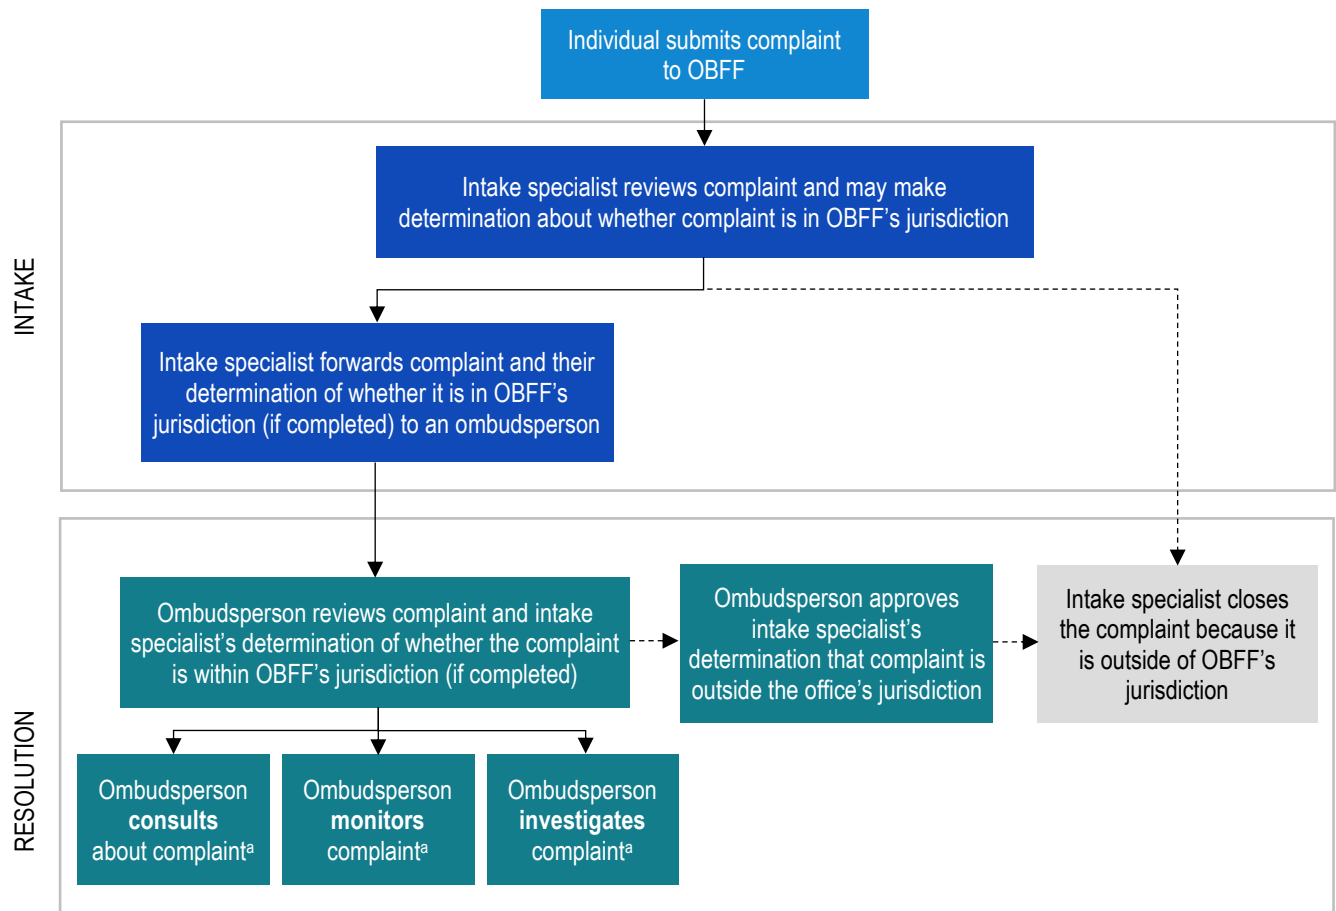 Individual submits complaint
to OBFF
INTAKE
Intake specialist reviews complaint and may make
determination about whether complaint is in OBFF’s jurisdiction
Intake specialist forwards complaint and their
determination of whether it is in OBFF’s
jurisdiction (if completed) to an ombudsperson
RESOLUTION
Ombudsperson reviews complaint and intake
specialist’s determination of whether the complaint
is within OBFF’s jurisdiction (if completed)
Ombudsperson approves
intake specialist’s
determination that complaint is
outside the office’s jurisdiction
Intake specialist closes
the complaint because it
is outside of OBFF’s
jurisdiction
Ombudsperson
consults
about complaintᵃ
Ombudsperson
monitors
complaintᵃ
Ombudsperson
investigates
complaintᵃ